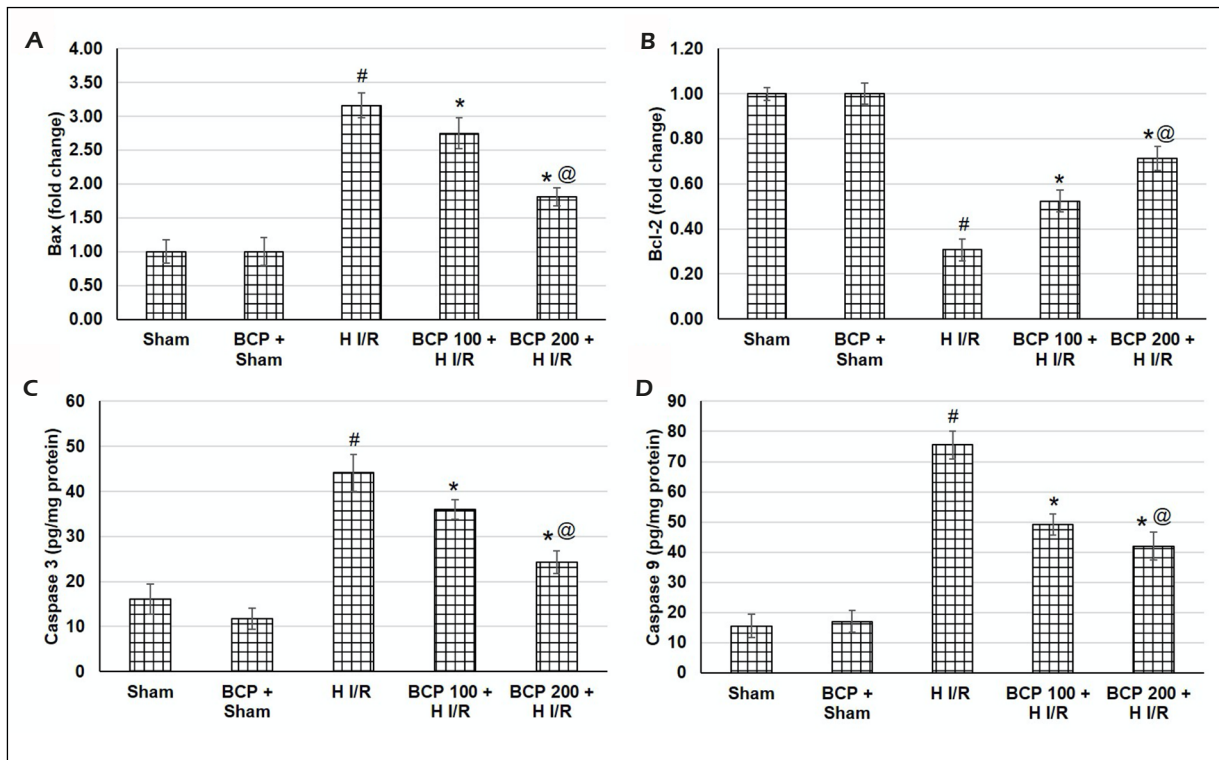 A
Bax (fold change)
4.00
3.50
3.00
2.50
2.00
1.50
1.00
0.50
0.00
#
*
* @
Sham
BCP +
Sham
H I/R
BCP 100 +
H I/R
BCP 200 +
H I/R
B
Bcl-2 (fold change)
1.20
1.00
0.80
0.60
0.40
0.20
0.00
#
*
* @
Sham
BCP +
Sham
H I/R
BCP 100 +
H I/R
BCP 200 +
H I/R
C
Caspase 3 (pg/mg protein)
60
50
40
30
20
10
0
#
*
* @
Sham
BCP +
Sham
H I/R
BCP 100 +
H I/R
BCP 200 +
H I/R
D
Caspase 9 (pg/mg protein)
90
80
70
60
50
40
30
20
10
0
#
*
* @
Sham
BCP +
Sham
H I/R
BCP 100 +
H I/R
BCP 200 +
H I/R